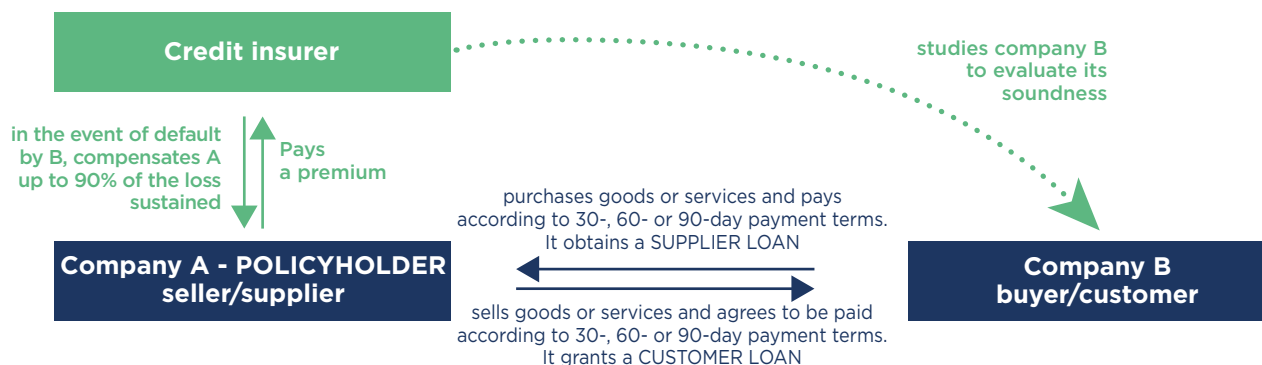 Credit insurer
studies company B
to evaluate its
soundness
in the event of default
by B, compensates A
up to 90% of the loss
sustained
Pays
a premium
purchases goods or services and pays
according to 30-, 60- or 90-day payment terms.
It obtains a SUPPLIER LOAN
Company A - POLICYHOLDER
seller/supplier
Company B
buyer/customer
sells goods or services and agrees to be paid
according to 30-, 60- or 90-day payment terms.
It grants a CUSTOMER LOAN